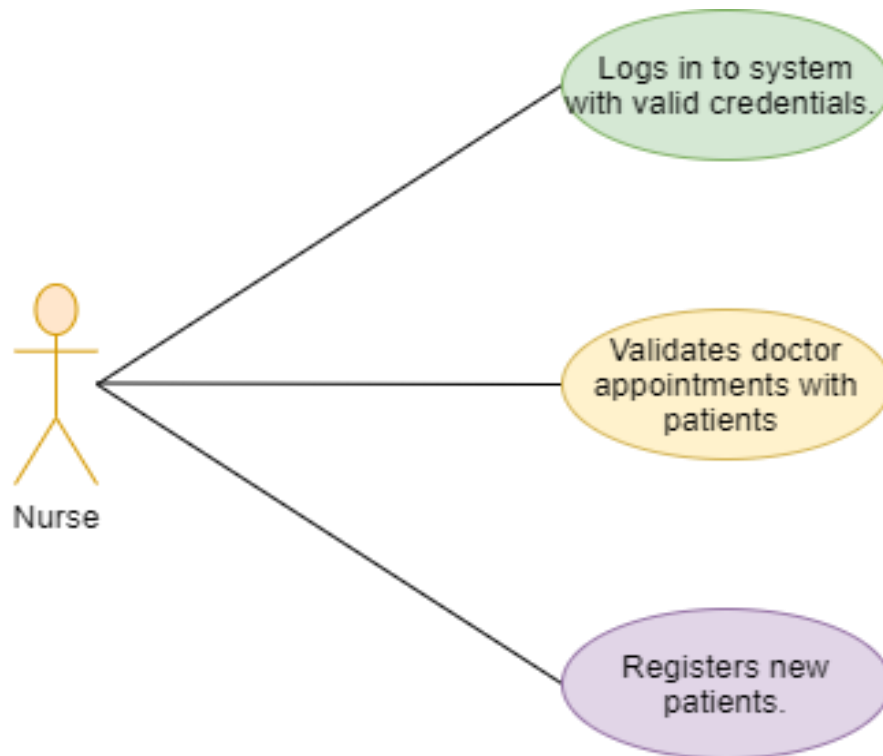 Logs in to system
with valid credentials.
Validates doctor
appointments with
patients
Nurse
Registers new
patients.